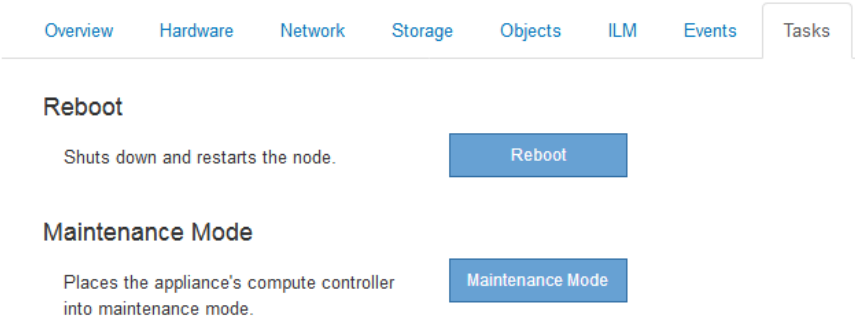 Overview Hardware Network Storage Objects ILM Events Tasks
Reboot
Shuts down and restarts the node.
Reboot
Maintenance Mode
Places the appliance's compute controller
into maintenance mode.
Maintenance Mode